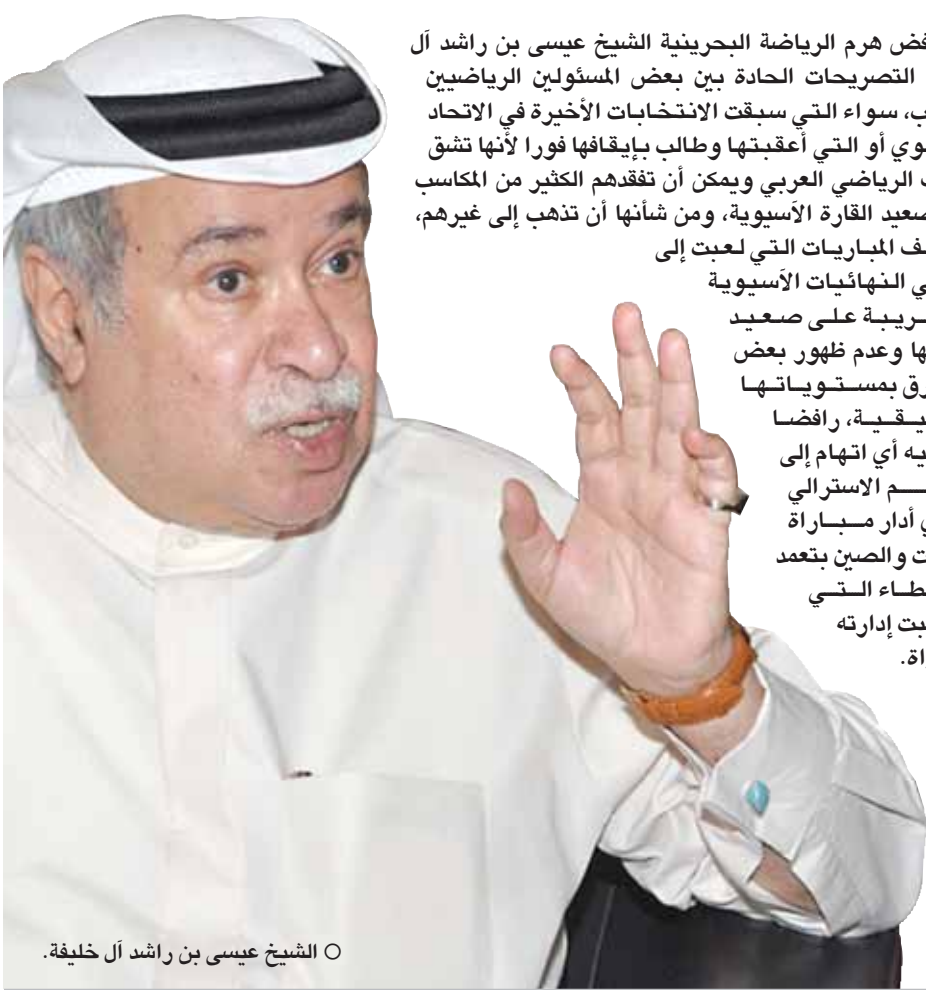 فض هرم الرياضة البحرينية الشيخ عيسى بن راشد آل
التصريحات الحادة بين بعض المسئولين الرياضيين
ب، سواء التي سبقت الانتخابات الأخيرة في الاتحاد
وي أو التي أعقبتها وطالب بإيقافها فورا لأنها تشق
الرياضي العربي ويمكن أن تفقدهم الكثير من المكاسب
صعيد القارة الآسيوية، ومن شأنها أن تذهب إلى غيرهم،
ف المباريات التي لعبت إلى
ي النهائيات الآسيوية
ريبة على صعيد
ها وعدم ظهور بعض
رق بمستوياتها
يقية، رافضا
يه أي اتهام إلى
م الاسترالي
ي أدار مباراة
ت والصين بتعمد
طاء التي
بت إدارته
اة.
○ الشيخ عيسى بن راشد آل خليفة.